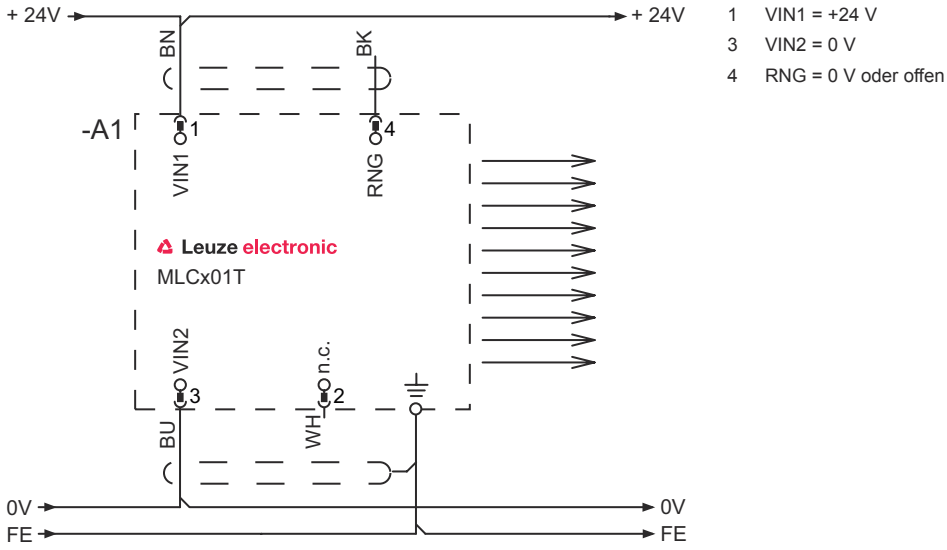 + 24V
+ 24V
1 VIN1 = +24 V
3 VIN2 = 0 V
4 RNG = 0 V oder offen
BN
BK
-A1
1
4
VIN1
RNG
Leuze electronic
MLCx01T
VIN2
n.c.
3
2
BU
WH
0V
0V
FE
FE